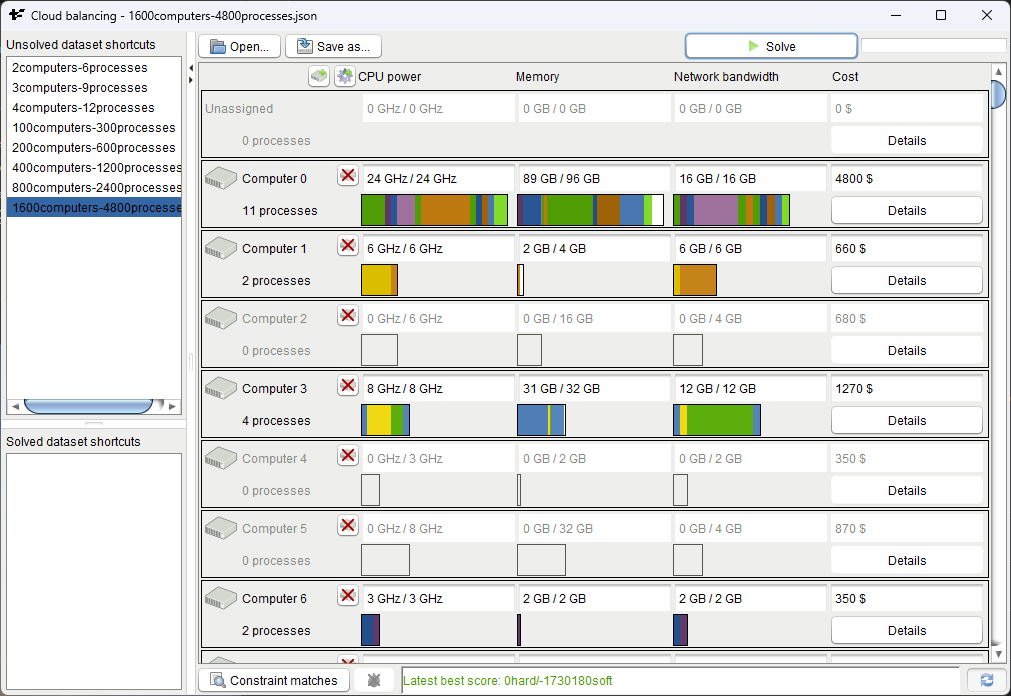 Cloud balancing - 1600computers-4800processes.json
Unsolved dataset shortcuts
2computers-6processes
3computers-9processes
4computers-12processes
100computers-300processes
200computers-600processes
400computers-1200processes
800computers-2400processes
1600computers-4800processe
Solved dataset shortcuts
Open... Save as... Solve
CPU power Memory Network bandwidth Cost
Unassigned 0 GHz / 0 GHz 0 GB / 0 GB 0 GB / 0 GB 0 $
0 processes Details
Computer 0 24 GHz / 24 GHz 89 GB / 96 GB 16 GB / 16 GB 4800 $
11 processes Details
Computer 1 6 GHz / 6 GHz 2 GB / 4 GB 6 GB / 6 GB 660 $
2 processes Details
Computer 2 0 GHz / 6 GHz 0 GB / 16 GB 0 GB / 4 GB 680 $
0 processes Details
Computer 3 8 GHz / 8 GHz 31 GB / 32 GB 12 GB / 12 GB 1270 $
4 processes Details
Computer 4 0 GHz / 3 GHz 0 GB / 2 GB 0 GB / 2 GB 350 $
0 processes Details
Computer 5 0 GHz / 8 GHz 0 GB / 32 GB 0 GB / 4 GB 870 $
0 processes Details
Computer 6 3 GHz / 3 GHz 2 GB / 2 GB 2 GB / 2 GB 350 $
2 processes Details
Constraint matches Latest best score: 0hard/-1730180soft